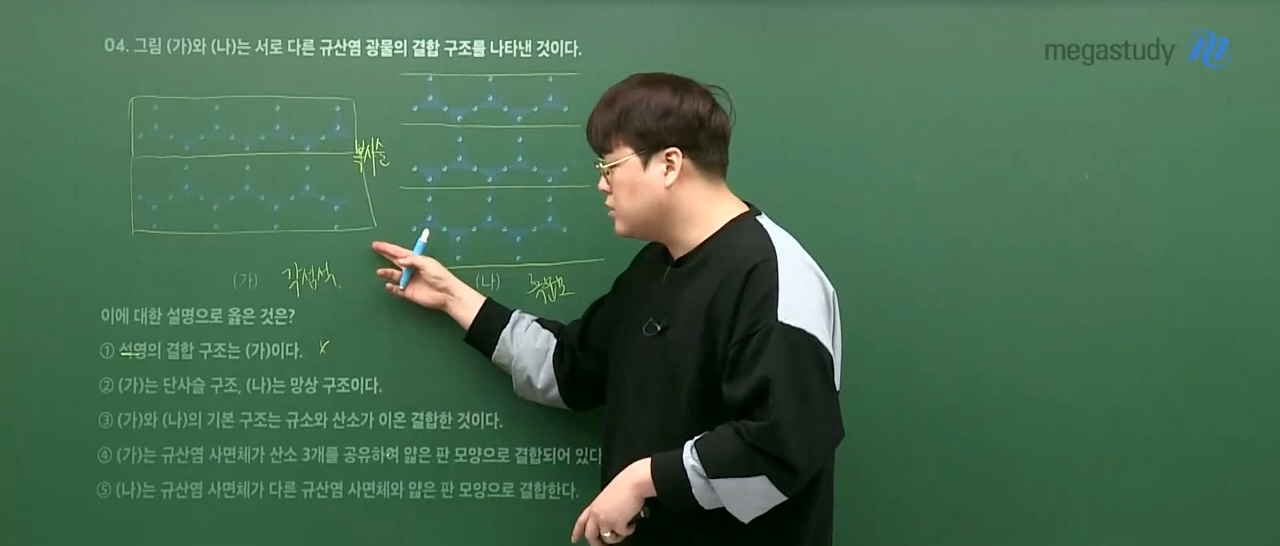 04. 그림 (가)와 (나)는 서로 다른 규산염 광물의 결합 구조를 나타낸 것이다.
megastudy
복사슬
(가) 각섬석
(나) 흑운모
이에 대한 설명으로 옳은 것은?
① 석영의 결합 구조는 (가)이다. x
② (가)는 단사슬 구조, (나)는 망상 구조이다.
③ (가)와 (나)의 기본 구조는 규소와 산소가 이온 결합한 것이다.
④ (가)는 규산염 사면체가 산소 3개를 공유하여 얇은 판 모양으로 결합되어 있다
⑤ (나)는 규산염 사면체가 다른 규산염 사면체와 얇은 판 모양으로 결합한다.